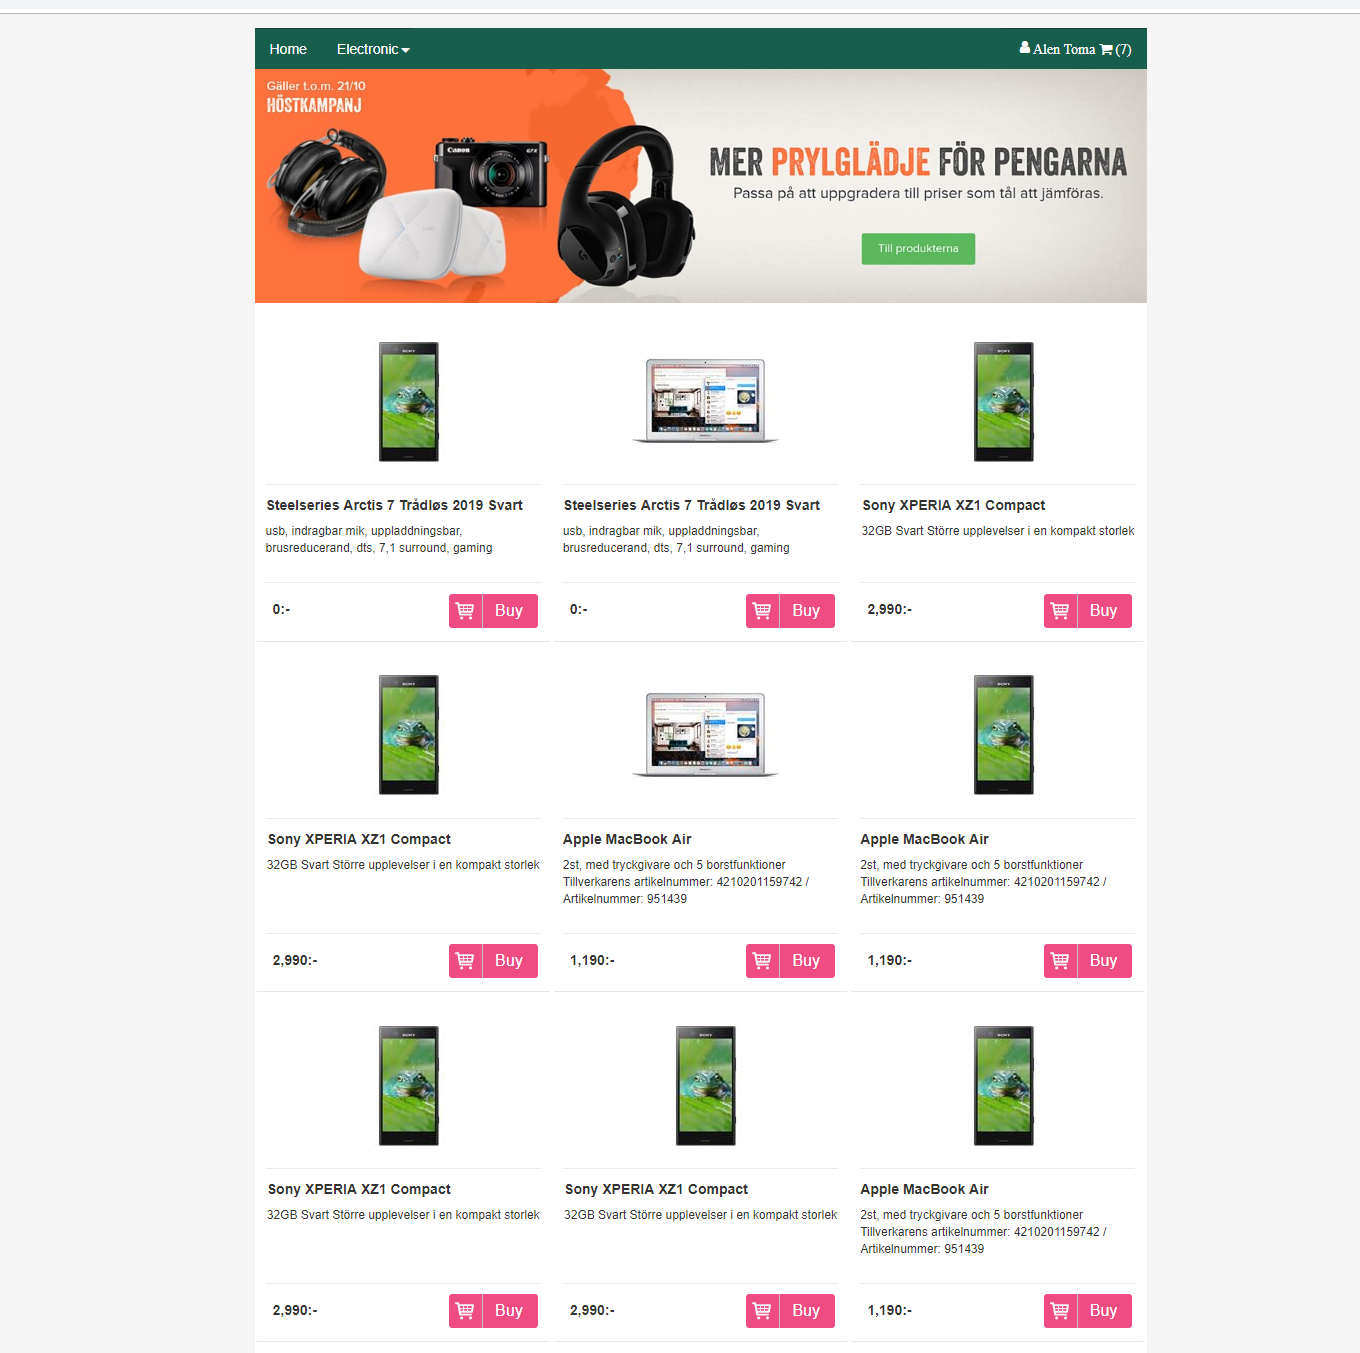 Home Electronic Alen Toma (7)
Gäller t.o.m. 21/10
HÖSTKAMPANJ
Canon G7X
MER PRYLGLÄDJE FÖR PENGARNA
Passa på att uppgradera till priser som tål att jämföras.
Till produkterna
SONY SONY
Steelseries Arctis 7 Trådløs 2019 Svart
usb, indragbar mik, uppladdningsbar,
brusreducerand, dts, 7,1 surround, gaming
0:- Buy
Steelseries Arctis 7 Trådløs 2019 Svart
usb, indragbar mik, uppladdningsbar,
brusreducerand, dts, 7,1 surround, gaming
0:- Buy
Sony XPERIA XZ1 Compact
32GB Svart Större upplevelser i en kompakt storlek
2,990:- Buy
SONY SONY
Sony XPERIA XZ1 Compact
32GB Svart Större upplevelser i en kompakt storlek
2,990:- Buy
Apple MacBook Air
2st, med tryckgivare och 5 borstfunktioner
Tillverkarens artikelnummer: 4210201159742 /
Artikelnummer: 951439
1,190:- Buy
Apple MacBook Air
2st, med tryckgivare och 5 borstfunktioner
Tillverkarens artikelnummer: 4210201159742 /
Artikelnummer: 951439
1,190:- Buy
SONY SONY SONY
Sony XPERIA XZ1 Compact
32GB Svart Större upplevelser i en kompakt storlek
2,990:- Buy
Sony XPERIA XZ1 Compact
32GB Svart Större upplevelser i en kompakt storlek
2,990:- Buy
Apple MacBook Air
2st, med tryckgivare och 5 borstfunktioner
Tillverkarens artikelnummer: 4210201159742 /
Artikelnummer: 951439
1,190:- Buy